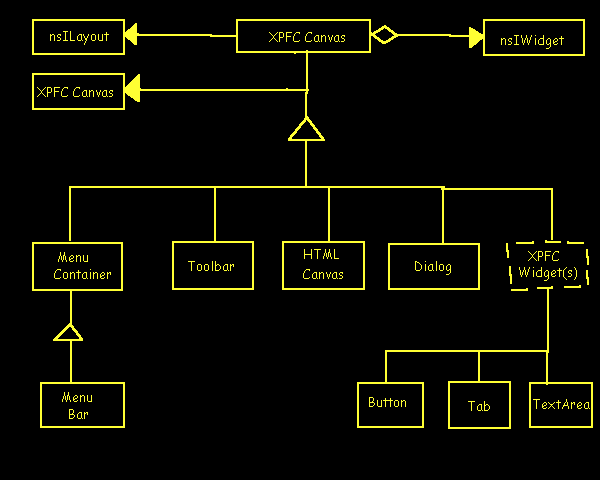 nsILayout
XPFC Canvas
nsIWidget
XPFC Canvas
Menu
Container
Toolbar
HTML
Canvas
Dialog
XPFC
Widget(s)
Menu
Bar
Button
Tab
TextArea